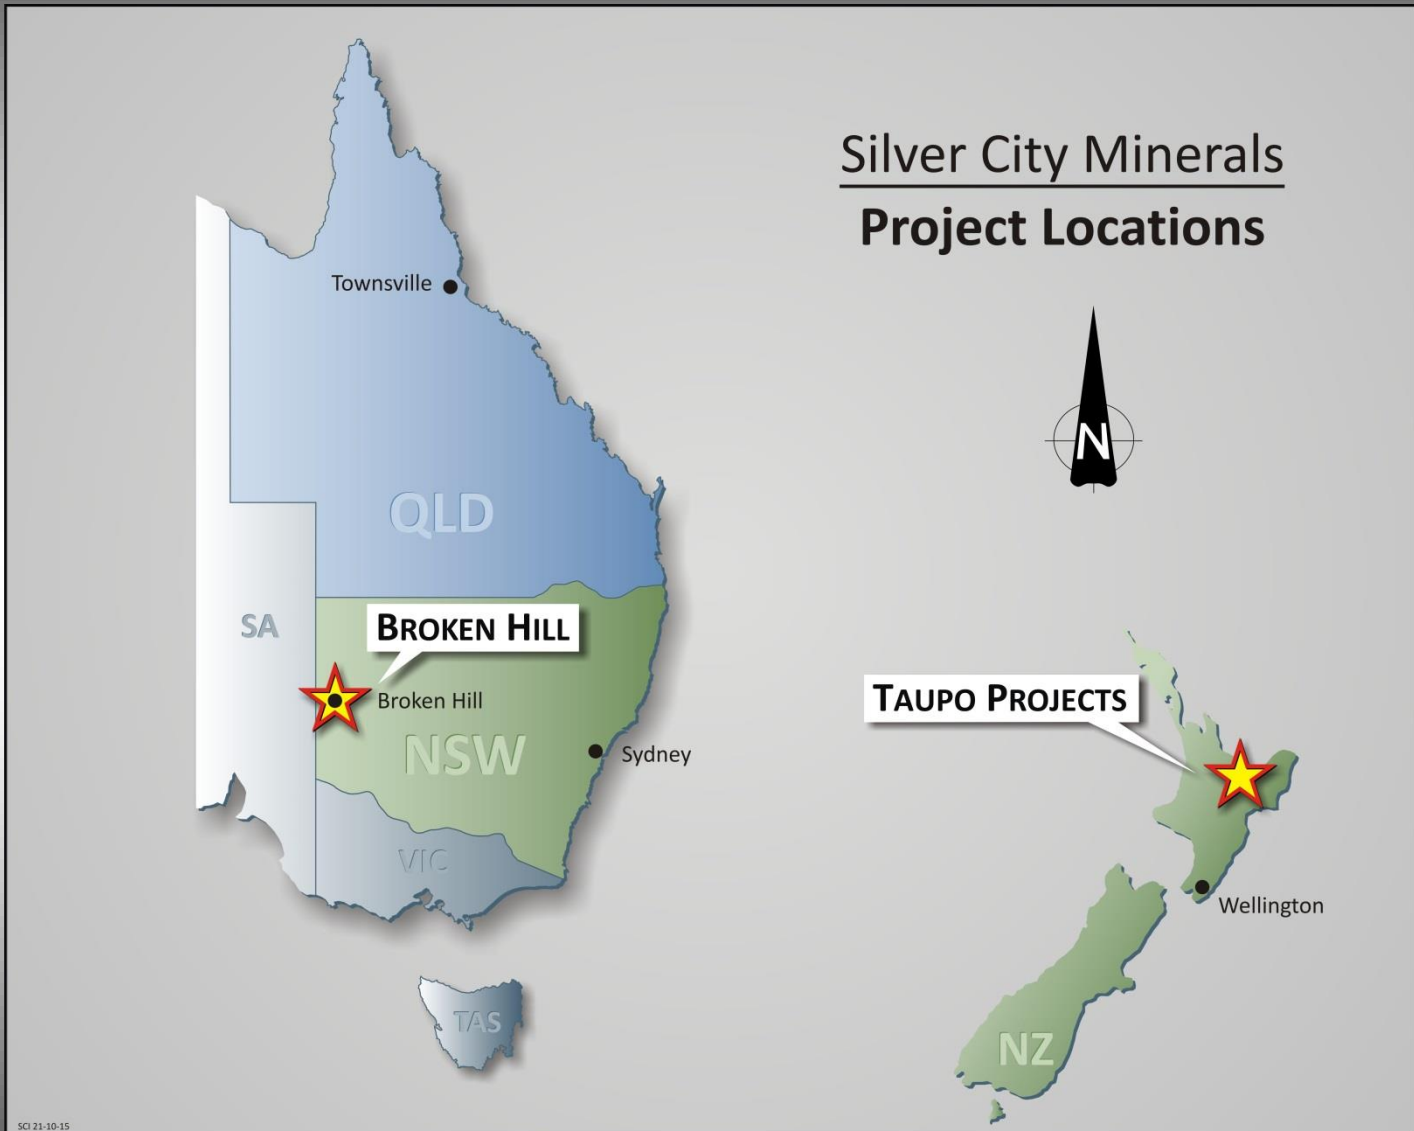 Silver City Minerals
Project Locations
Townsville
N
QLD
SA
BROKEN HILL
Broken Hill
TAUPO PROJECTS
NSW
Sydney
VIC
Wellington
TAS
NZ
SCI 21-10-15